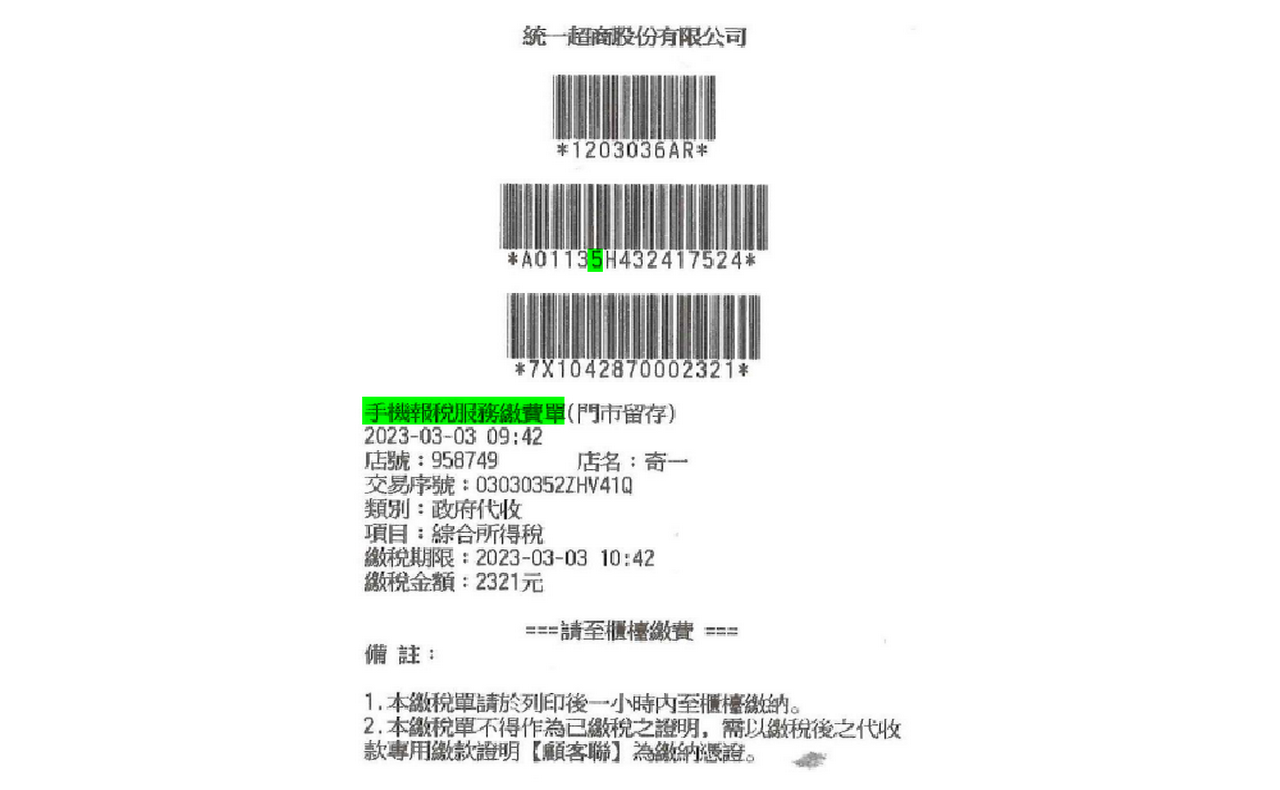 統一超商股份有限公司
*1203036AR*
*A01135H432417524*
*7X1042870002321*
手機報稅服務繳費單(門市留存)
2023-03-03 09:42
店號：958749 店名：奇一
交易序號：03030352ZHV41Q
類別：政府代收
項目：綜合所得稅
繳稅期限：2023-03-03 10:42
繳稅金額：2321元
===請至櫃檯繳費 ===
備 註：
1.本繳稅單請於列印後一小時內至櫃檯繳納。
2.本繳稅單不得作為已繳稅之證明，需以繳稅後之代收
款專用繳款證明【顧客聯】為繳納憑證。